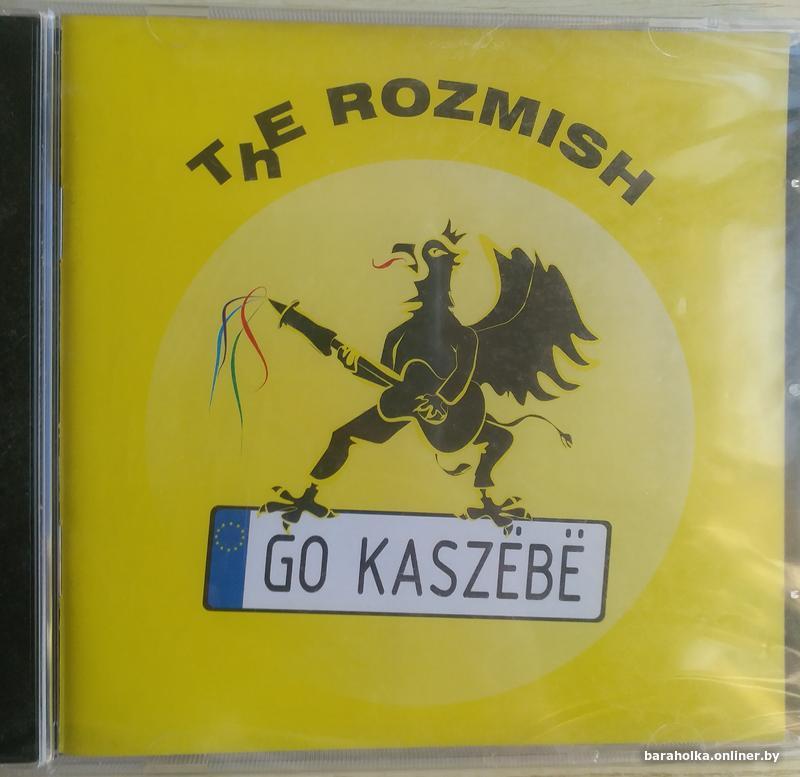 ThE ROZMISH
GO KASZËBË
baraholka.onliner.by